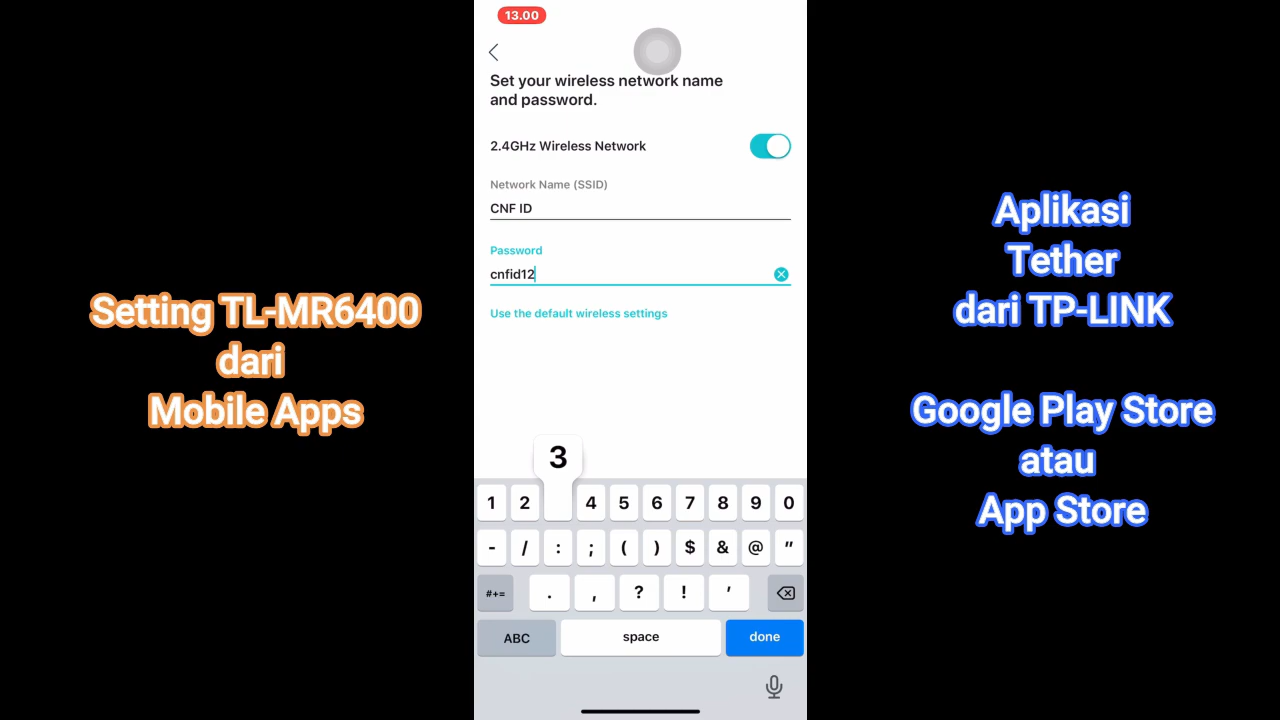 Setting TL-MR6400
dari
Mobile Apps
13.00
Set your wireless network name
and password.
2.4GHz Wireless Network
Network Name (SSID)
CNF ID
Password
cnfid12
Use the default wireless settings
3
1 2 4 5 6 7 8 9 0
- / : ; ( ) $ & @ "
#+= . , ? ! '
ABC space done
Aplikasi
Tether
dari TP-LINK
Google Play Store
atau
App Store